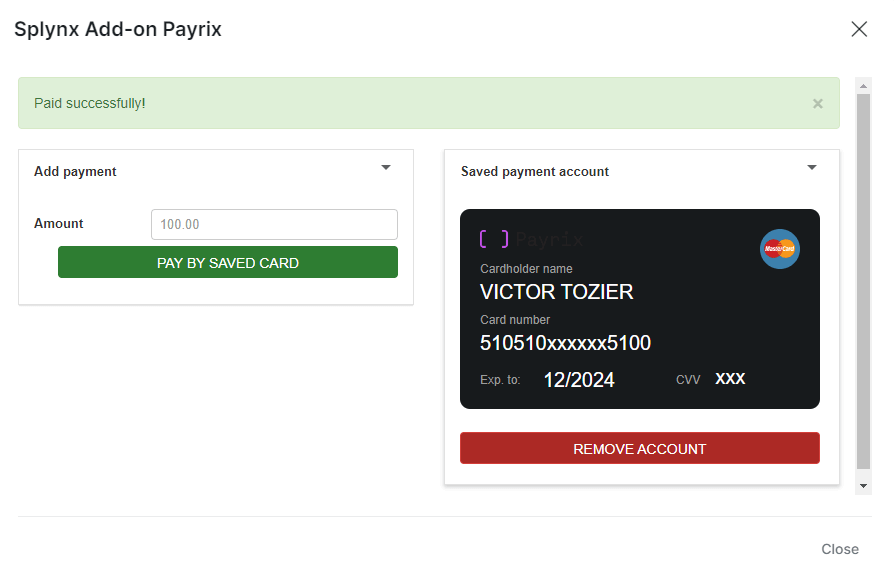 Splynx Add-on Payrix
Paid successfully!
Add payment
Amount
100.00
PAY BY SAVED CARD
Saved payment account
Payrix
MasterCard
Cardholder name
VICTOR TOZIER
Card number
510510xxxxxx5100
Exp. to: 12/2024 CVV XXX
REMOVE ACCOUNT
Close